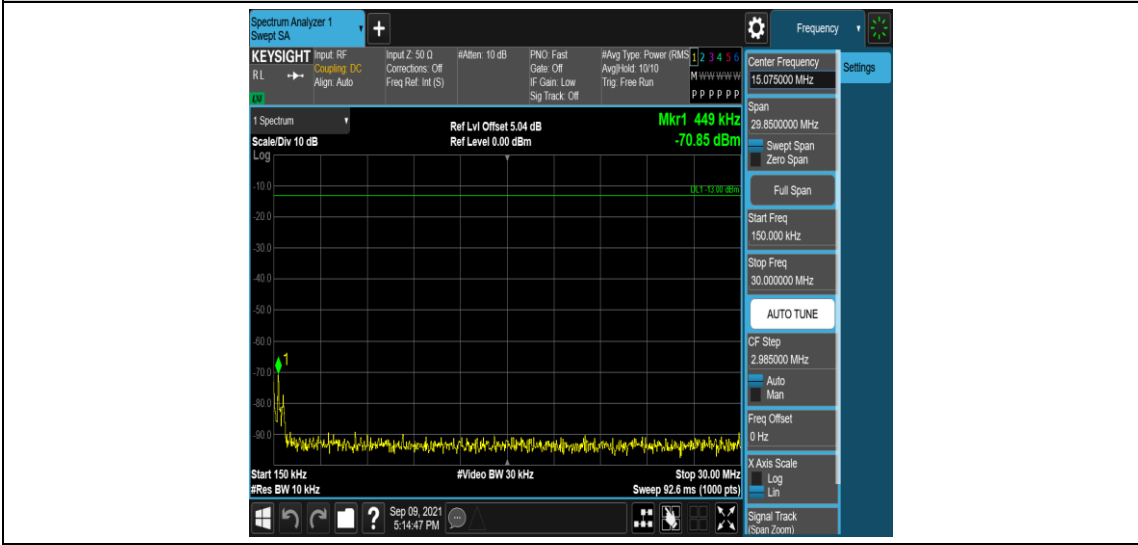 Spectrum Analyzer 1
Swept SA
+
Frequency
KEYSIGHT
RL
Input: RF
Coupling: DC
Align: Auto
Input Z: 50 Ω
Corrections: Off
Freq Ref: Int (S)
#Atten: 10 dB
PNO: Fast
Gate: Off
IF Gain: Low
Sig Track: Off
#Avg Type: Power (RMS
Avg|Hold: 10/10
Trig: Free Run
1 2 3 4 5 6
M W W W W W
P P P P P P
1 Spectrum
Scale/Div 10 dB
Log
Ref Lvl Offset 5.04 dB
Ref Level 0.00 dBm
Mkr1 449 kHz
-70.85 dBm
DL1 -13.00 dBm
-10.0
-20.0
-30.0
-40.0
-50.0
-60.0
-70.0
-80.0
-90.0
1
Start 150 kHz
#Res BW 10 kHz
#Video BW 30 kHz
Stop 30.00 MHz
Sweep 92.6 ms (1000 pts)
Sep 09, 2021
5:14:47 PM
?
Center Frequency
15.075000 MHz
Settings
Span
29.8500000 MHz
Swept Span
Zero Span
Full Span
Start Freq
150.000 kHz
Stop Freq
30.000000 MHz
AUTO TUNE
CF Step
2.985000 MHz
Auto
Man
Freq Offset
0 Hz
X Axis Scale
Log
Lin
Signal Track
(Span Zoom)